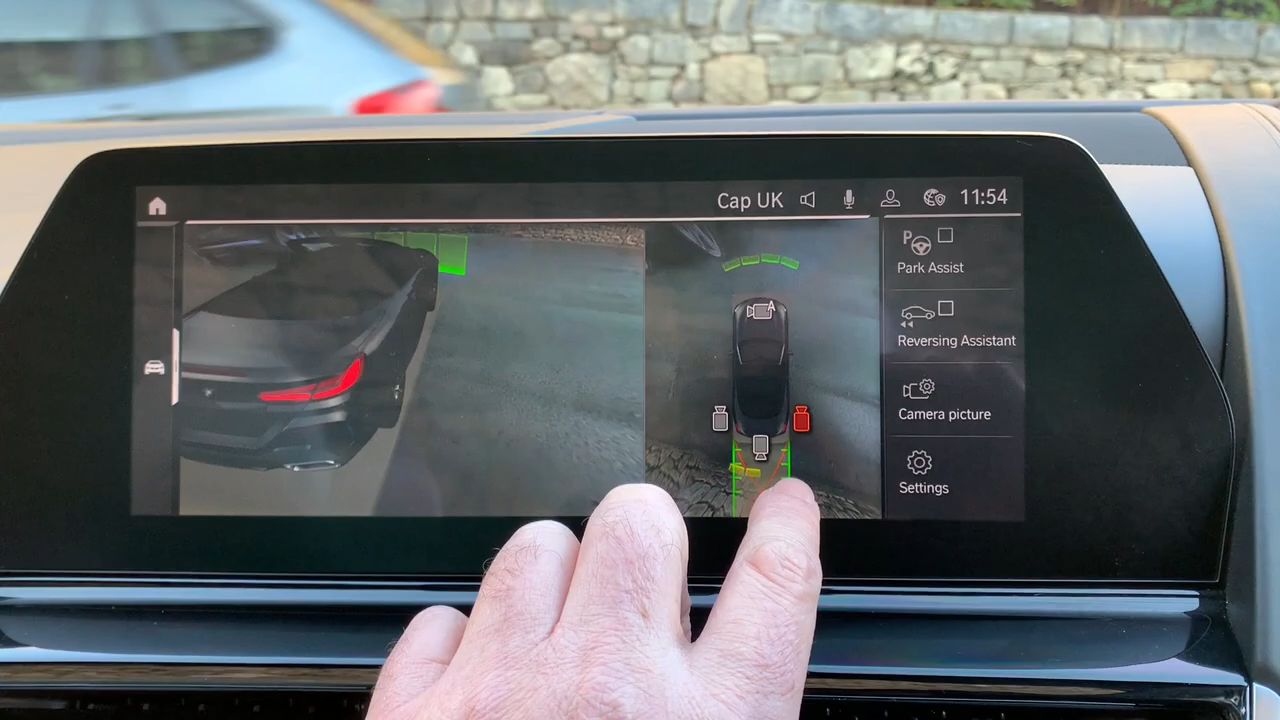 Cap UK 11:54
P
Park Assist
Reversing Assistant
Camera picture
Settings
A